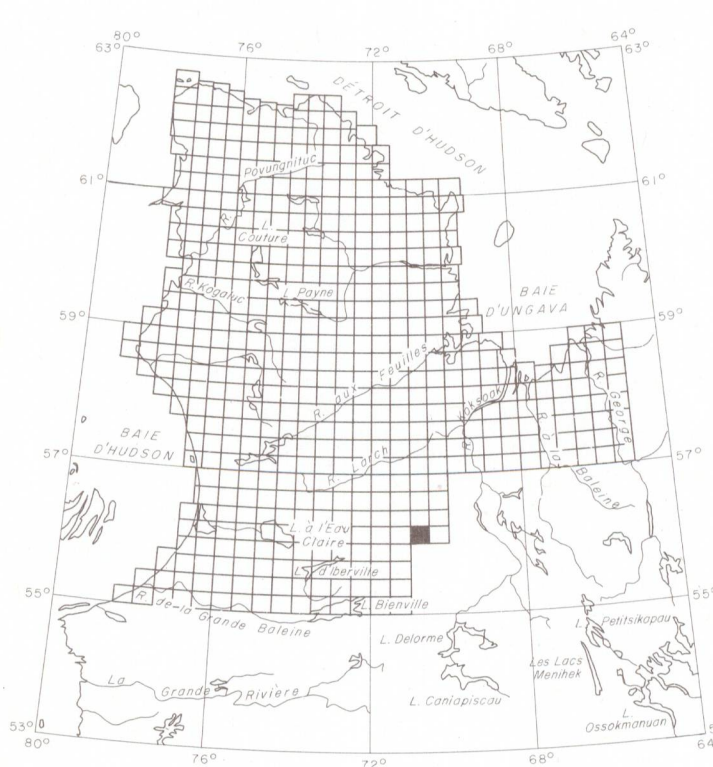 80°
76°
72°
68°
64°
63°
63°
DÉTROIT D'HUDSON
Povungnituc
R.
61°
61°
L.
Couture
R. Kogaluc
L. Payne
BAIE
D'UNGAVA
59°
59°
R. aux Feuilles
Koksoak
R.
R. George
R. à la Baleine
BAIE
D'HUDSON
57°
57°
R. Larch
L. à l'Eau
Claire
L. d'Iberville
55°
55°
R. de-la Grande Baleine
L. Bienville
L. Petitsikapau
L. Delorme
Les Lacs
Menihek
La Grande Rivière
L. Caniapiscau
L.
Ossokmanuan
53°
80°
76°
72°
68°
64